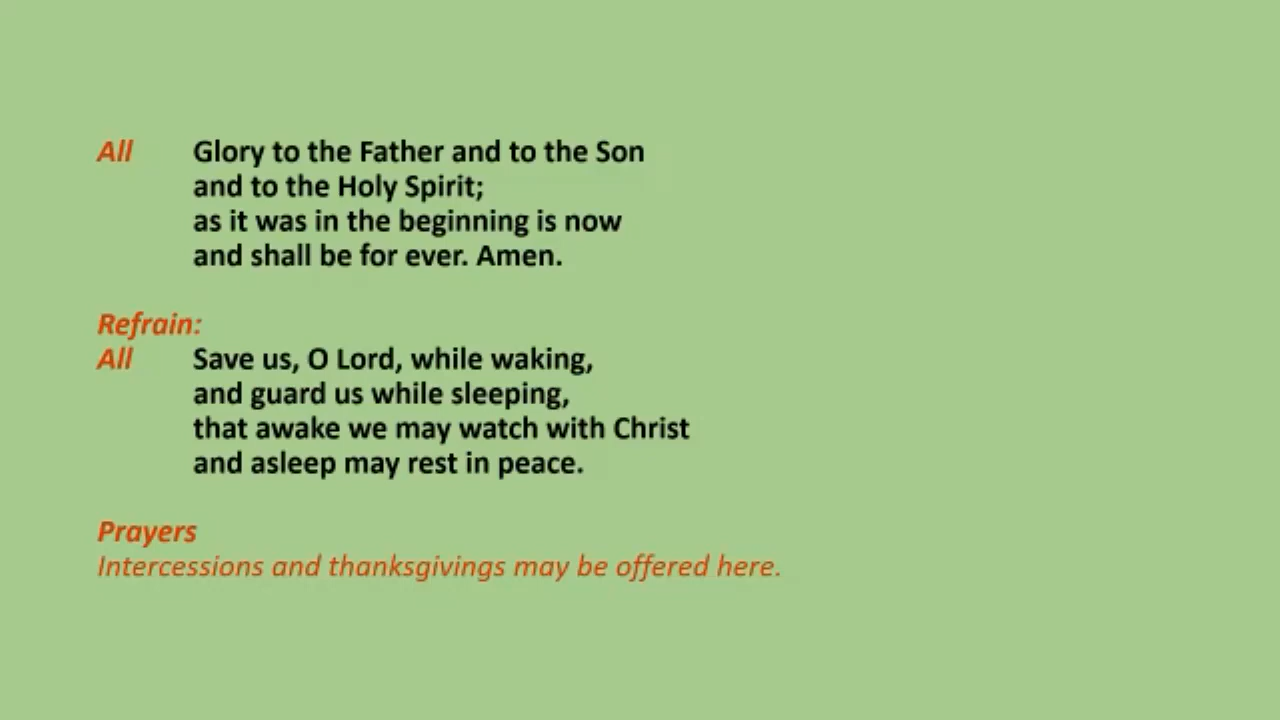 All Glory to the Father and to the Son
and to the Holy Spirit;
as it was in the beginning is now
and shall be for ever. Amen.
Refrain:
All Save us, O Lord, while waking,
and guard us while sleeping,
that awake we may watch with Christ
and asleep may rest in peace.
Prayers
Intercessions and thanksgivings may be offered here.